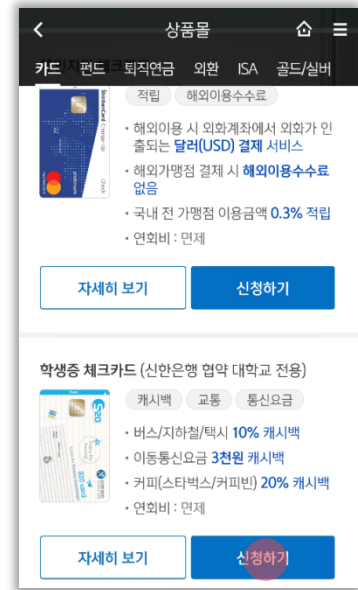 상품몰
카드 펀드 퇴직연금 외환 ISA 골드/실버
적립 해외이용수수료
· 해외이용 시 외화계좌에서 외화가 인
출되는 달러(USD) 결제 서비스
· 해외가맹점 결제 시 해외이용수수료
없음
· 국내 전 가맹점 이용금액 0.3% 적립
· 연회비 : 면제
자세히 보기 신청하기
학생증 체크카드 (신한은행 협약 대학교 전용)
캐시백 교통 통신요금
· 버스/지하철/택시 10% 캐시백
· 이동통신요금 3천원 캐시백
· 커피(스타벅스/커피빈) 20% 캐시백
· 연회비 : 면제
자세히 보기 신청하기